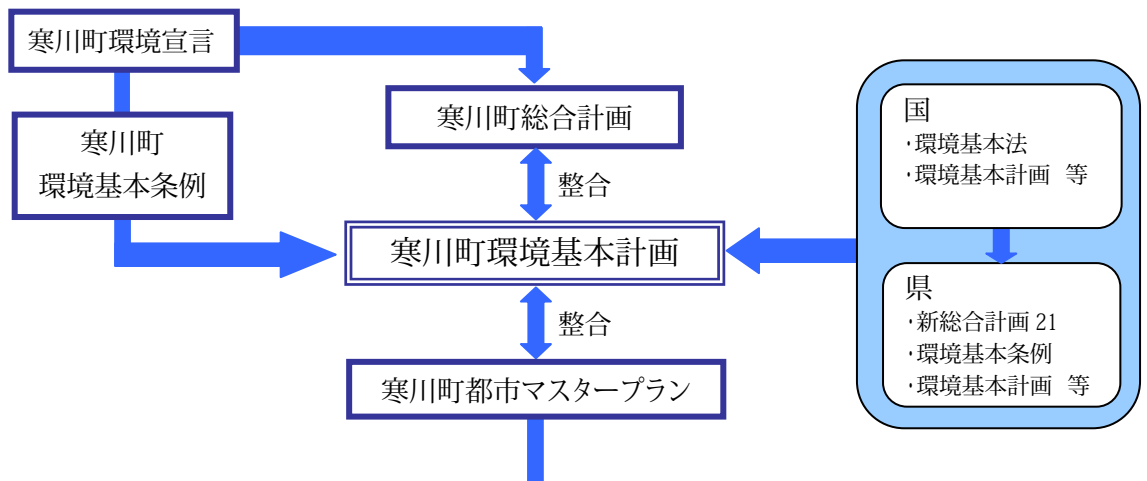 寒川町環境宣言
寒川町
環境基本条例
寒川町総合計画
整合
寒川町環境基本計画
整合
寒川町都市マスタープラン
国
・環境基本法
・環境基本計画　等
県
・新総合計画 21
・環境基本条例
・環境基本計画　等